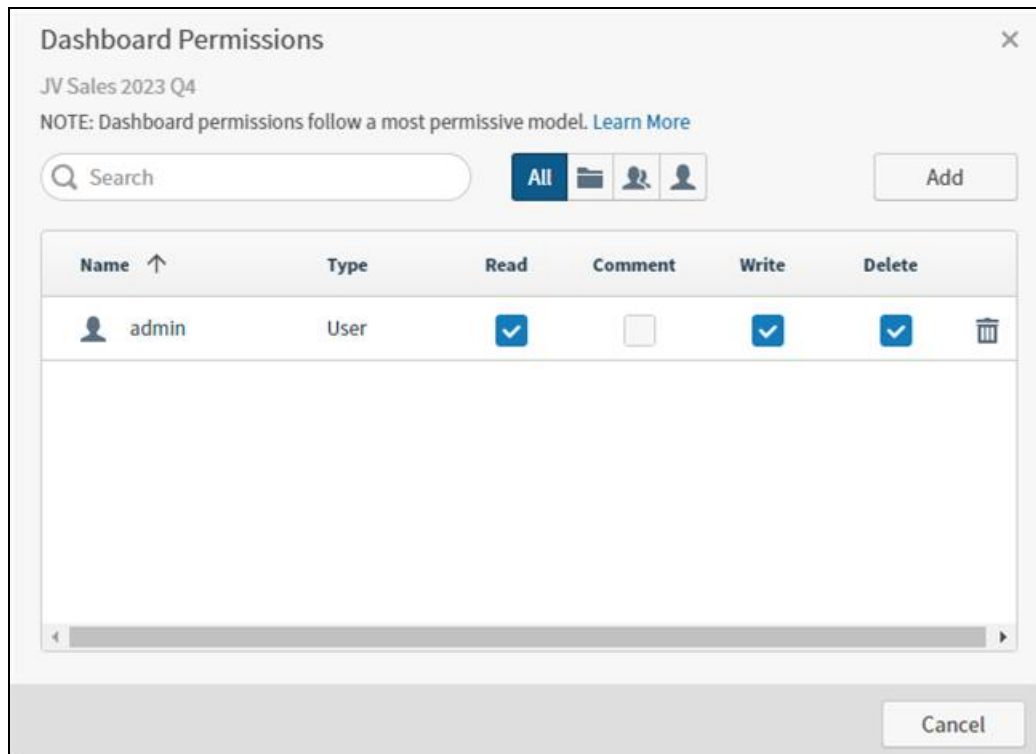 Dashboard Permissions
JV Sales 2023 Q4
NOTE: Dashboard permissions follow a most permissive model. Learn More
Search All Add
Name Type Read Comment Write Delete
admin User
Cancel